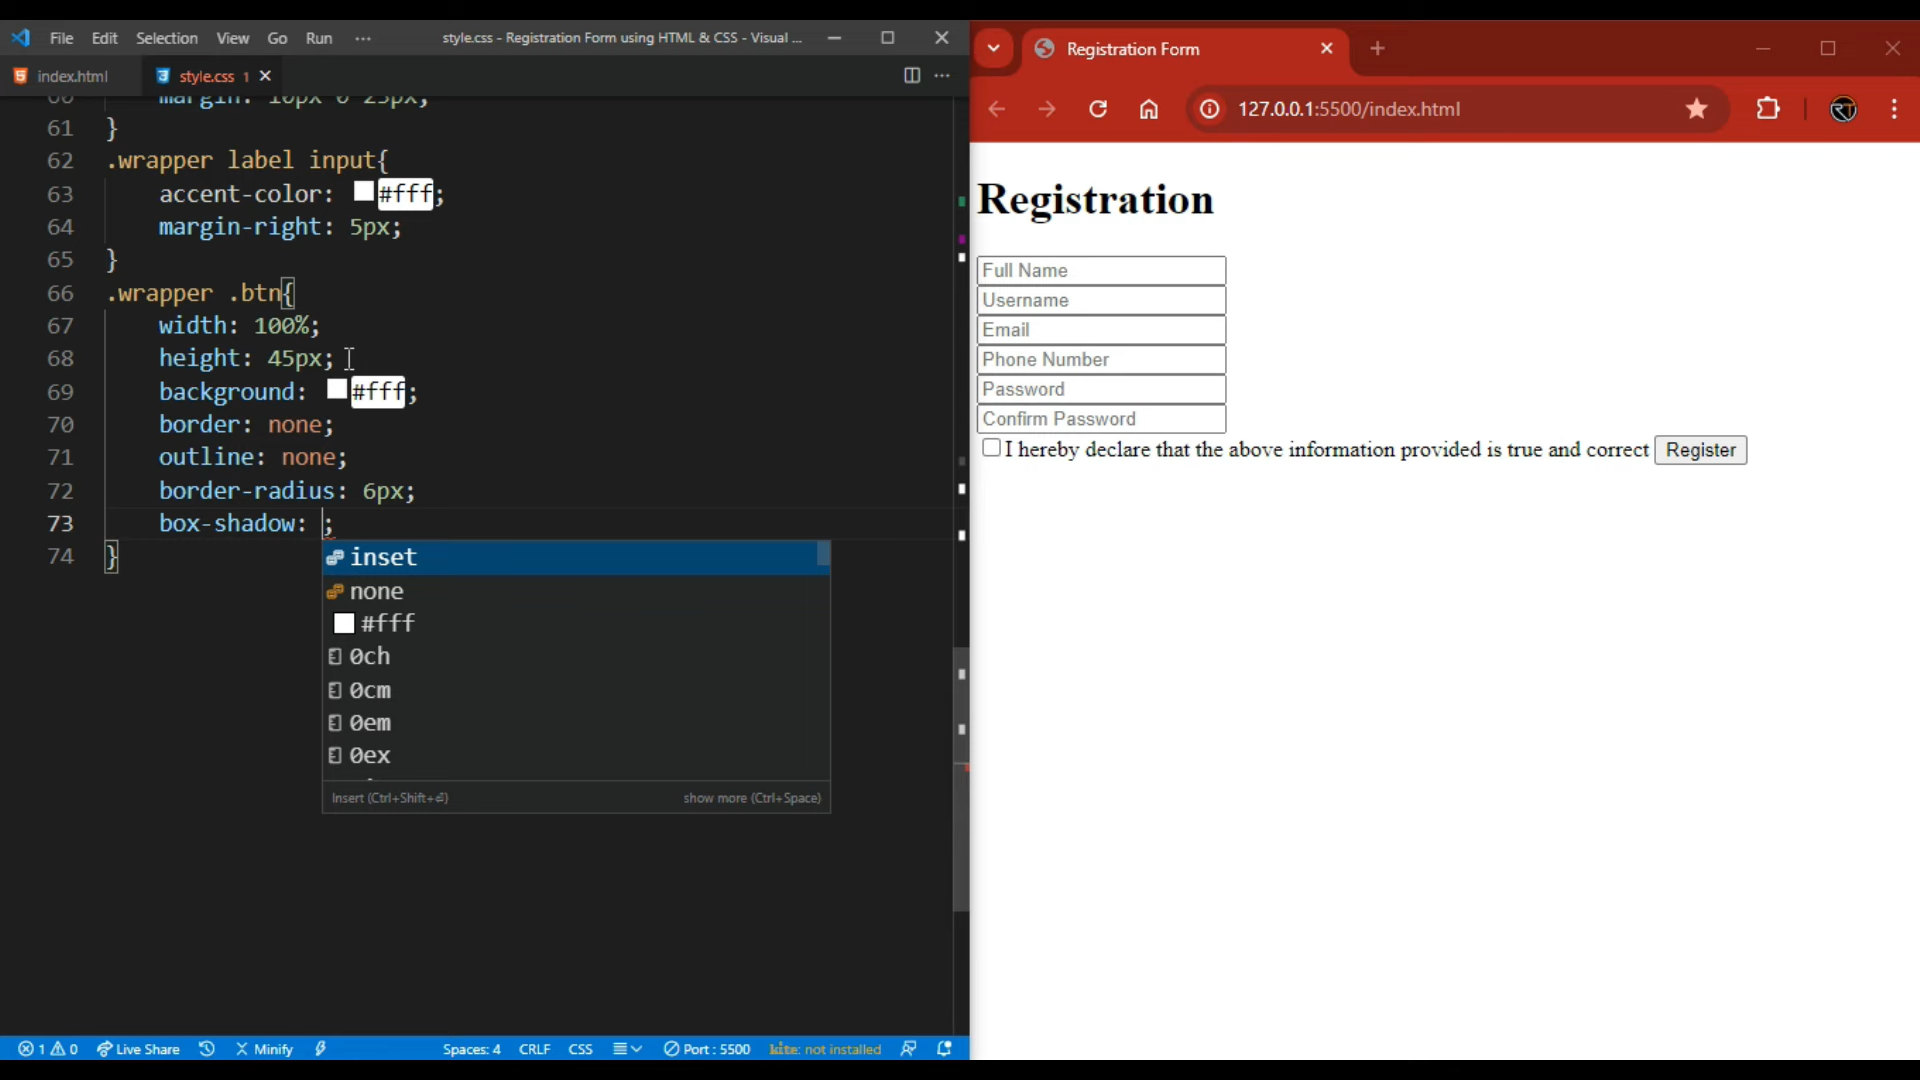 File Edit Selection View Go Run ··· style.css - Registration Form using HTML & CSS - Visual ...
index.html style.css 1
61 }
62 .wrapper label input{
63 accent-color: #fff;
64 margin-right: 5px;
65 }
66 .wrapper .btn{
67 width: 100%;
68 height: 45px;
69 background: #fff;
70 border: none;
71 outline: none;
72 border-radius: 6px;
73 box-shadow: ;
74 }
inset
none
#fff
0ch
0cm
0em
0ex
Insert (Ctrl+Shift+⏎) show more (Ctrl+Space)
1 0 Live Share Minify Spaces: 4 CRLF CSS Port : 5500 kite: not installed
Registration Form
127.0.0.1:5500/index.html
Registration
Full Name
Username
Email
Phone Number
Password
Confirm Password
I hereby declare that the above information provided is true and correct Register